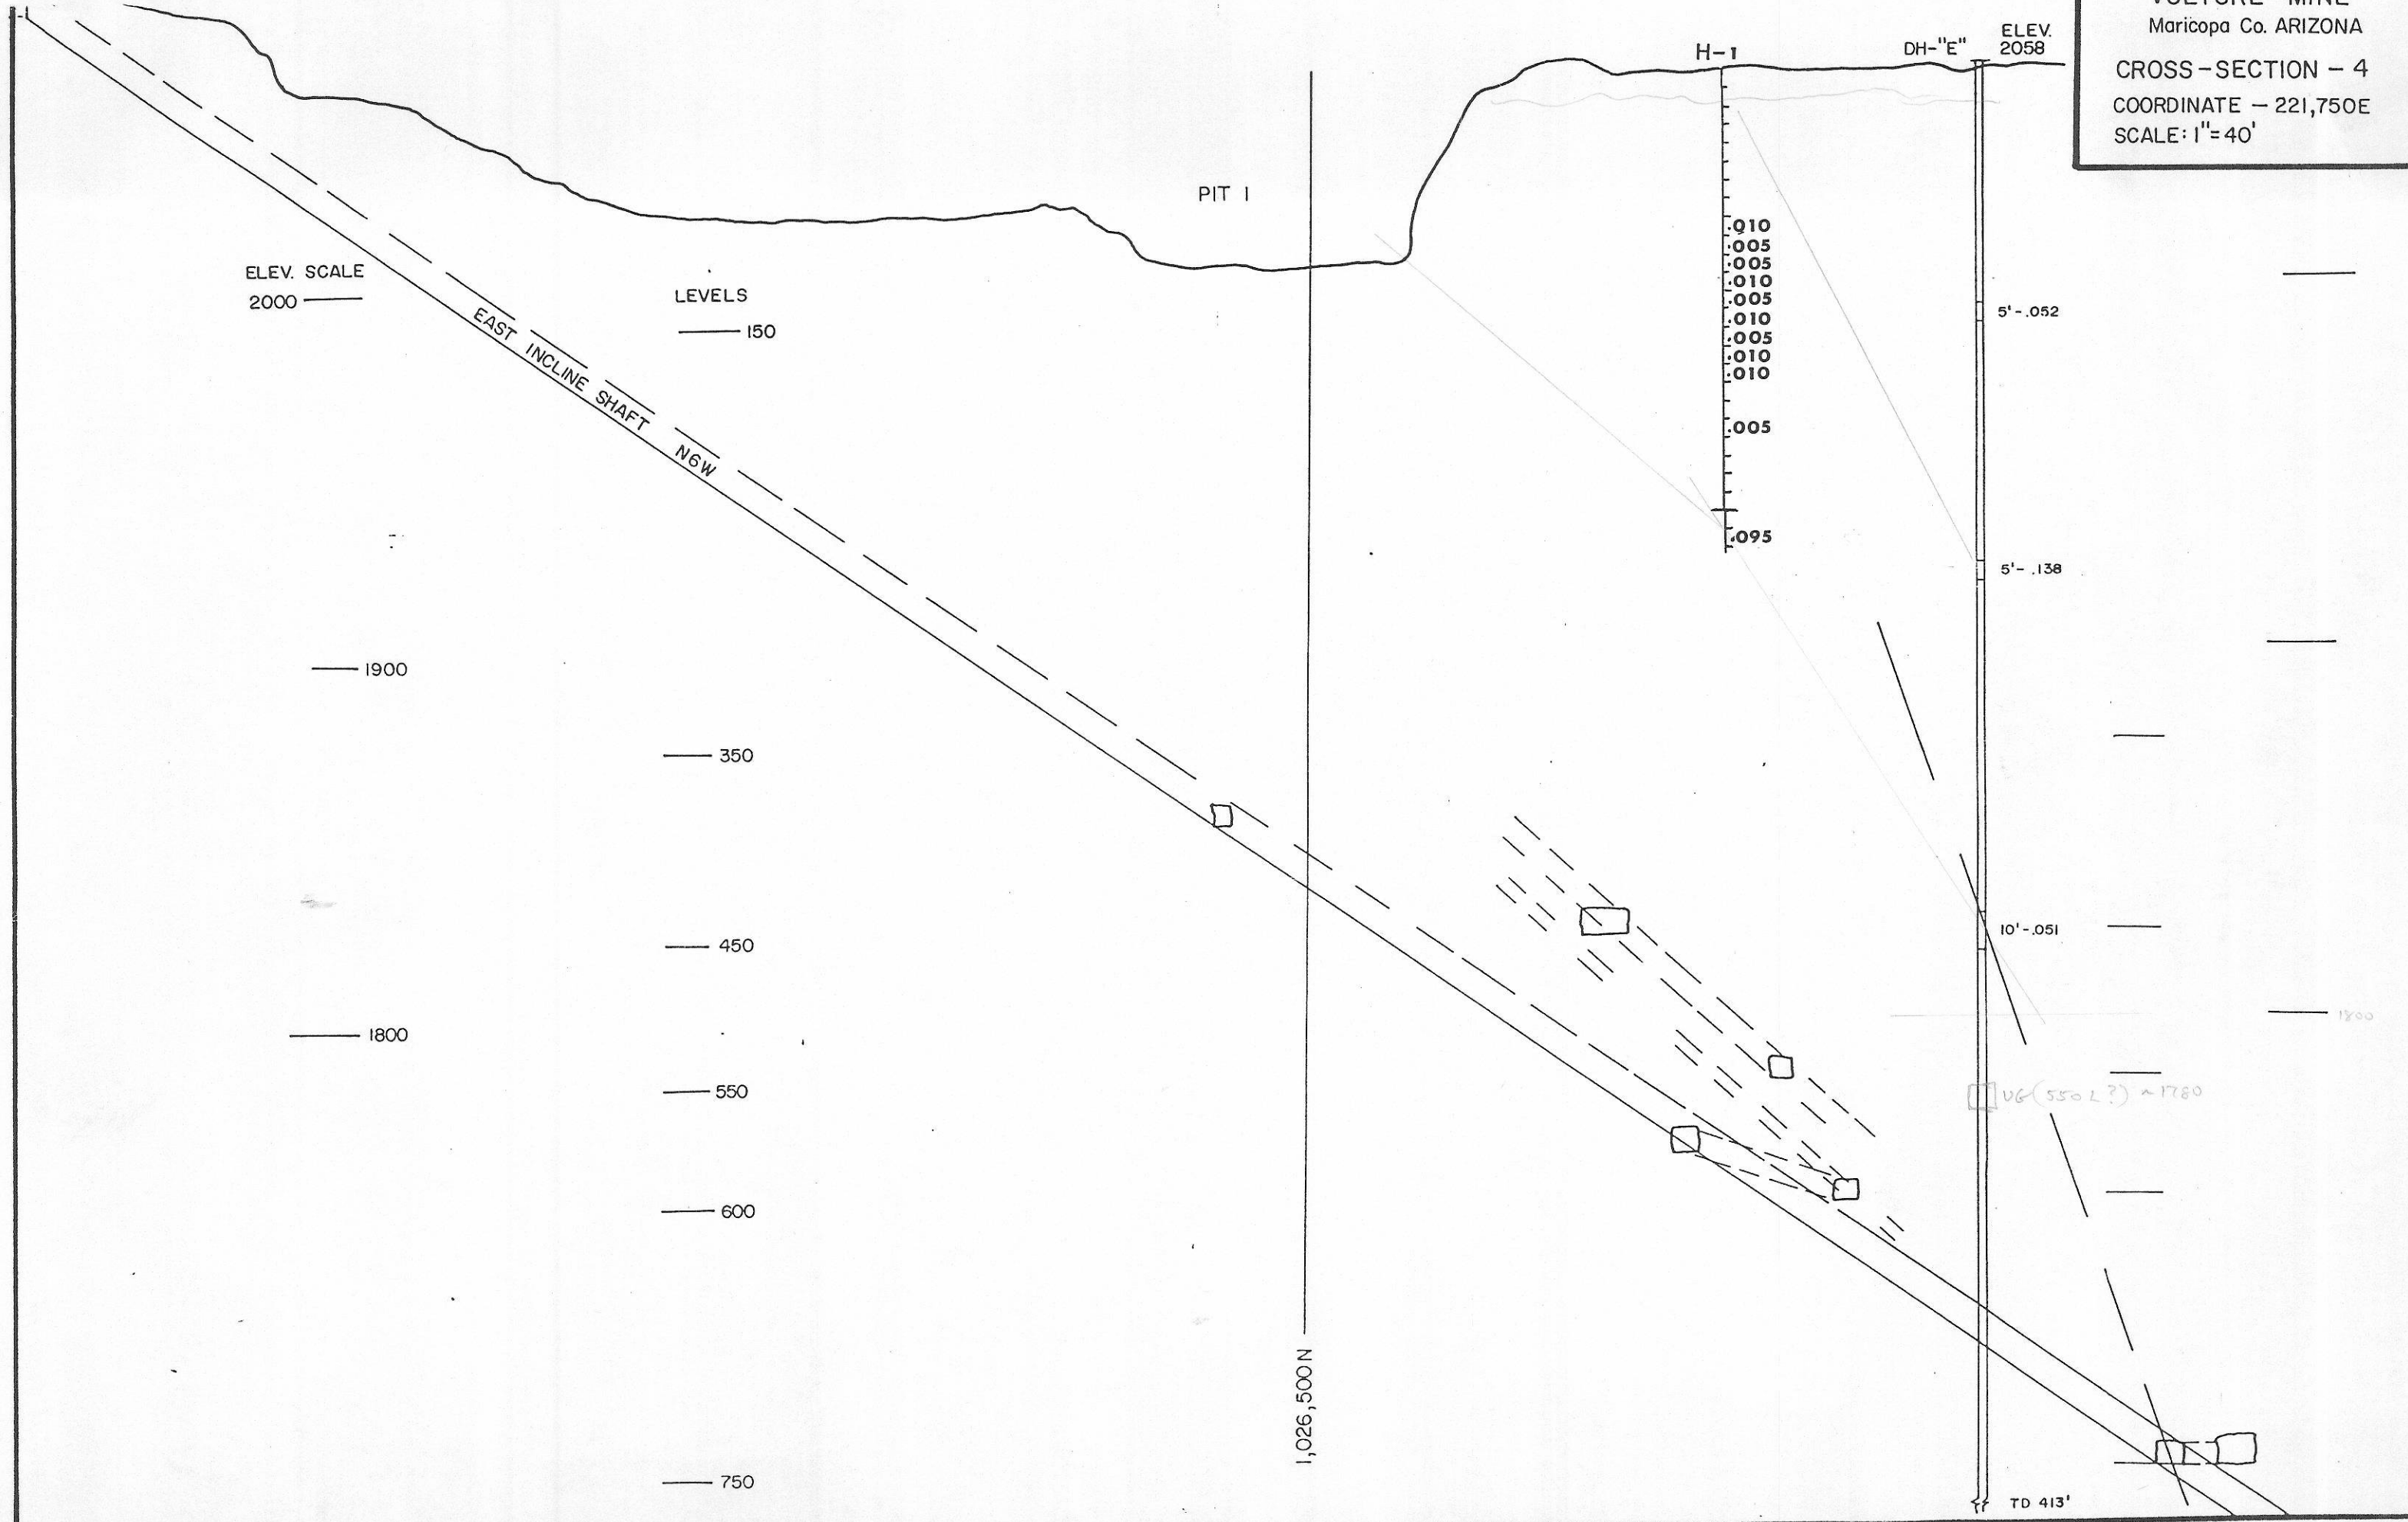 VULTURE MINE
Maricopa Co. ARIZONA
CROSS-SECTION - 4
COORDINATE - 221,750E
SCALE: 1"=40'
H-1
DH-"E"
ELEV.
2058
PIT 1
ELEV. SCALE
2000
1900
1800
LEVELS
150
350
450
550
600
750
EAST INCLINE SHAFT N6W
1,026,500N
.010
.005
.005
.010
.005
.010
.005
.010
.010
.005
.095
5'-.052
5'-.138
10'-.051
1800
UG (550 L?) ~1780
TD 413'